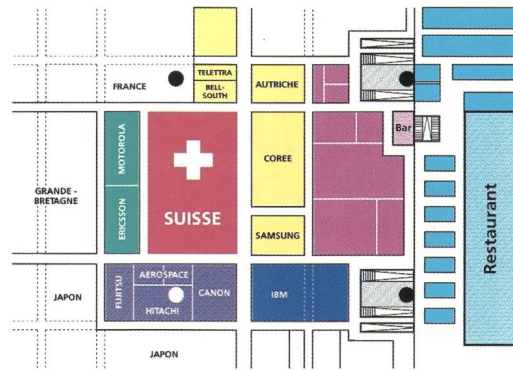 TELETTRA
FRANCE
BELL-
SOUTH
AUTRICHE
MOTOROLA
Bar
COREE
GRANDE -
BRETAGNE
SUISSE
ERICSSON
SAMSUNG
Restaurant
FUJITSU
AEROSPACE
JAPON
CANON
IBM
HITACHI
JAPON